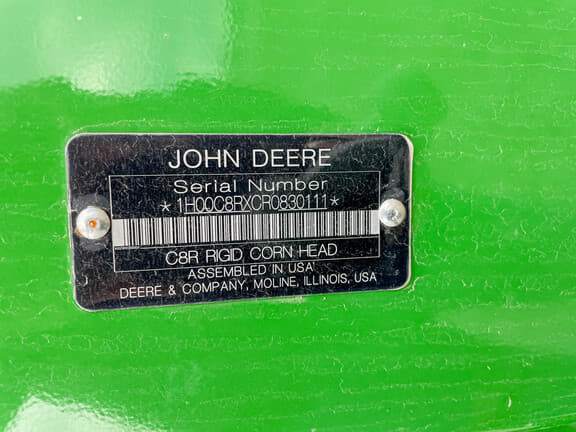 JOHN DEERE
Serial Number
*1H00C8RXCR0830111*
C8R RIGID CORN HEAD
ASSEMBLED IN USA
DEERE & COMPANY, MOLINE, ILLINOIS, USA